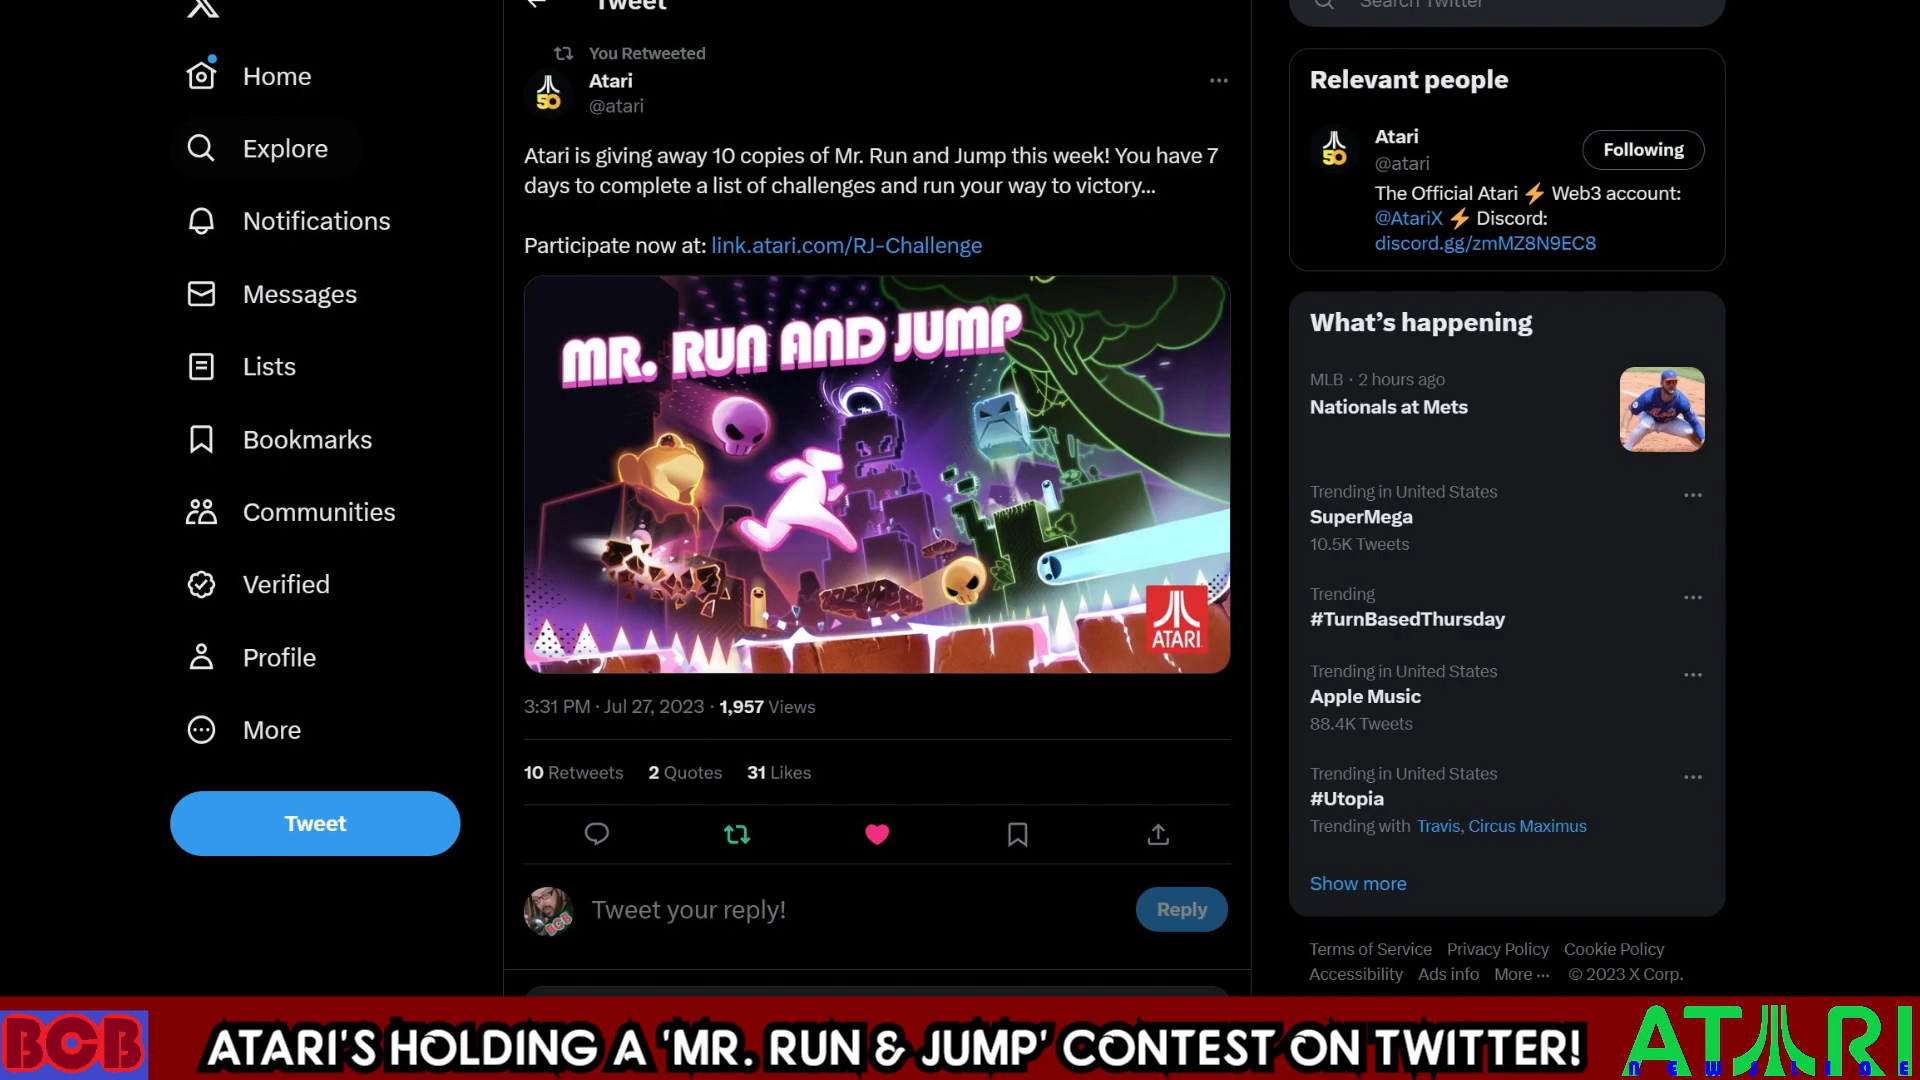 Home
Explore
Notifications
Messages
Lists
Bookmarks
Communities
Verified
Profile
More
Tweet
Tweet
You Retweeted
Atari
@atari
Atari is giving away 10 copies of Mr. Run and Jump this week! You have 7
days to complete a list of challenges and run your way to victory...
Participate now at: link.atari.com/RJ-Challenge
MR. RUN AND JUMP
ATARI
3:31 PM · Jul 27, 2023 · 1,957 Views
10 Retweets 2 Quotes 31 Likes
Tweet your reply!
Reply
Search Twitter
Relevant people
Atari
@atari
Following
The Official Atari ⚡ Web3 account:
@AtariX ⚡ Discord:
discord.gg/zmMZ8N9EC8
What's happening
MLB · 2 hours ago
Nationals at Mets
Trending in United States
SuperMega
10.5K Tweets
Trending
#TurnBasedThursday
Trending in United States
Apple Music
88.4K Tweets
Trending in United States
#Utopia
Trending with Travis, Circus Maximus
Show more
Terms of Service Privacy Policy Cookie Policy
Accessibility Ads info More ··· © 2023 X Corp.
BCB
ATARI'S HOLDING A 'MR. RUN & JUMP' CONTEST ON TWITTER!
ATARI
NEWSLINE